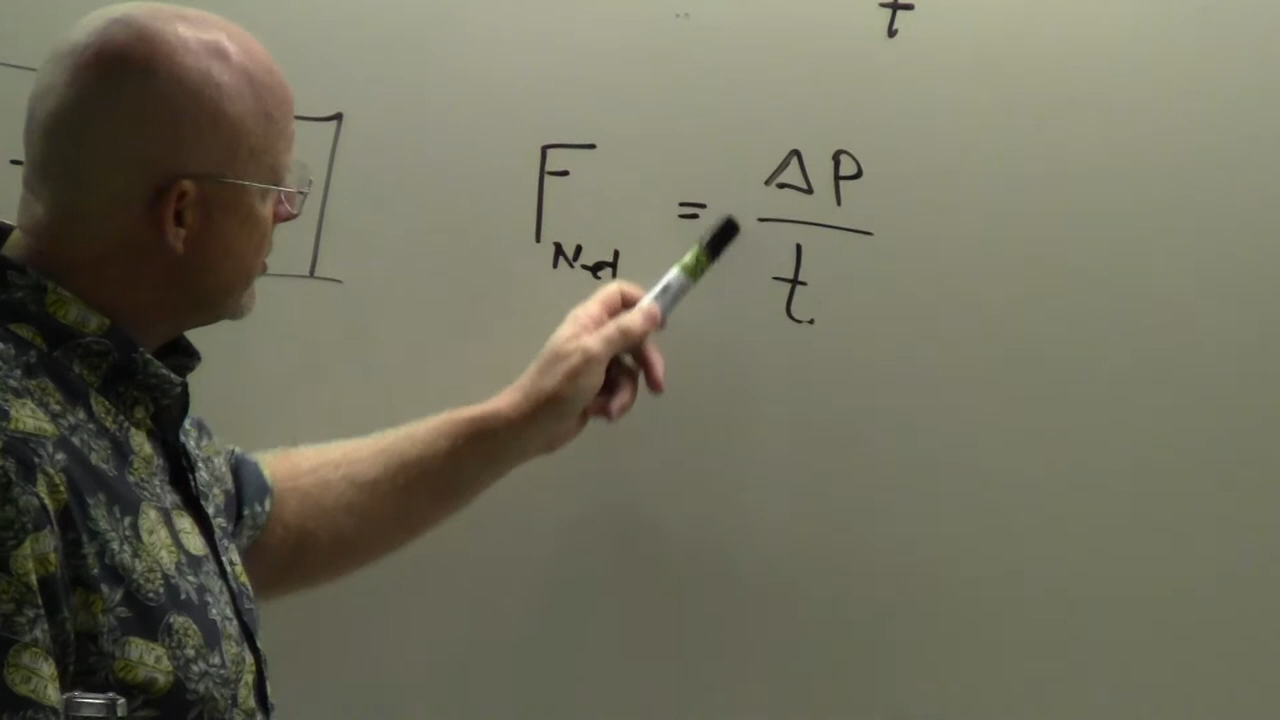 t
F_Net = ΔP / t